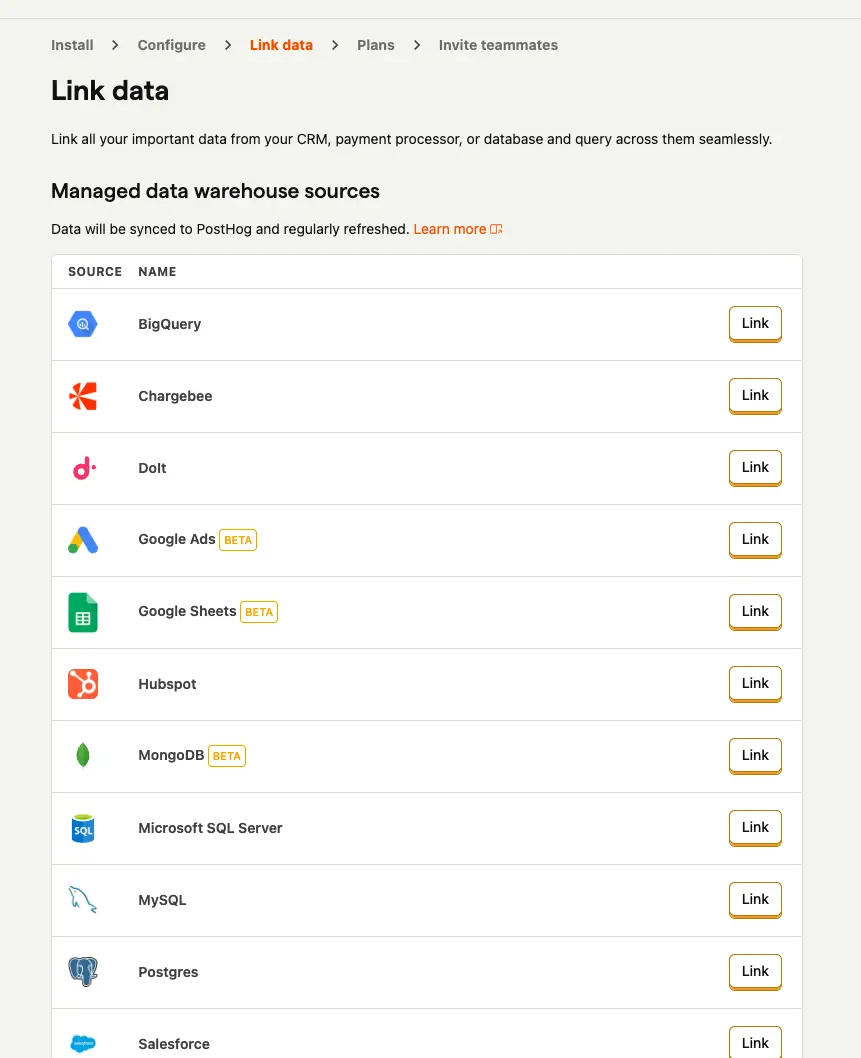 Install > Configure > Link data > Plans > Invite teammates
Link data
Link all your important data from your CRM, payment processor, or database and query across them seamlessly.
Managed data warehouse sources
Data will be synced to PostHog and regularly refreshed. Learn more
SOURCE NAME
BigQuery Link
Chargebee Link
DoIt Link
Google Ads BETA Link
Google Sheets BETA Link
Hubspot Link
MongoDB BETA Link
SQL Microsoft SQL Server Link
MySQL Link
Postgres Link
salesforce Salesforce Link